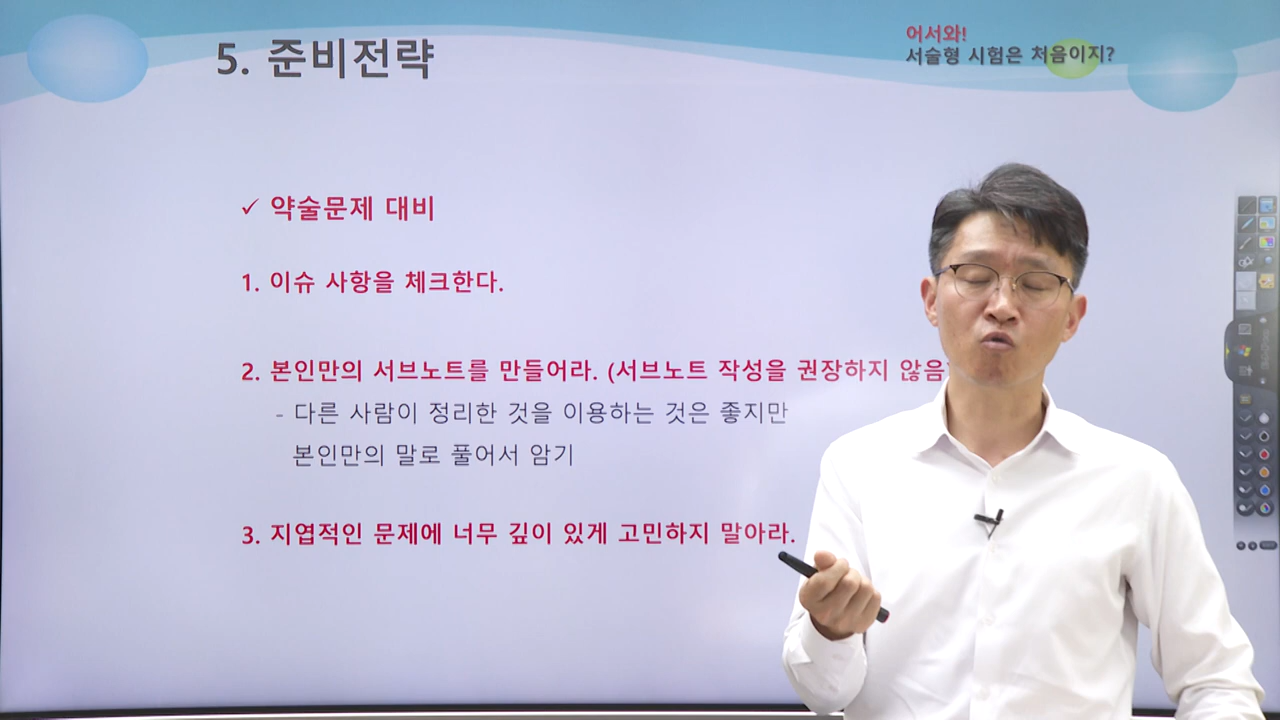 5. 준비전략
어서와!
서술형 시험은 처음이지?
✓ 약술문제 대비
1. 이슈 사항을 체크한다.
2. 본인만의 서브노트를 만들어라. (서브노트 작성을 권장하지 않음
- 다른 사람이 정리한 것을 이용하는 것은 좋지만
본인만의 말로 풀어서 암기
3. 지엽적인 문제에 너무 깊이 있게 고민하지 말아라.